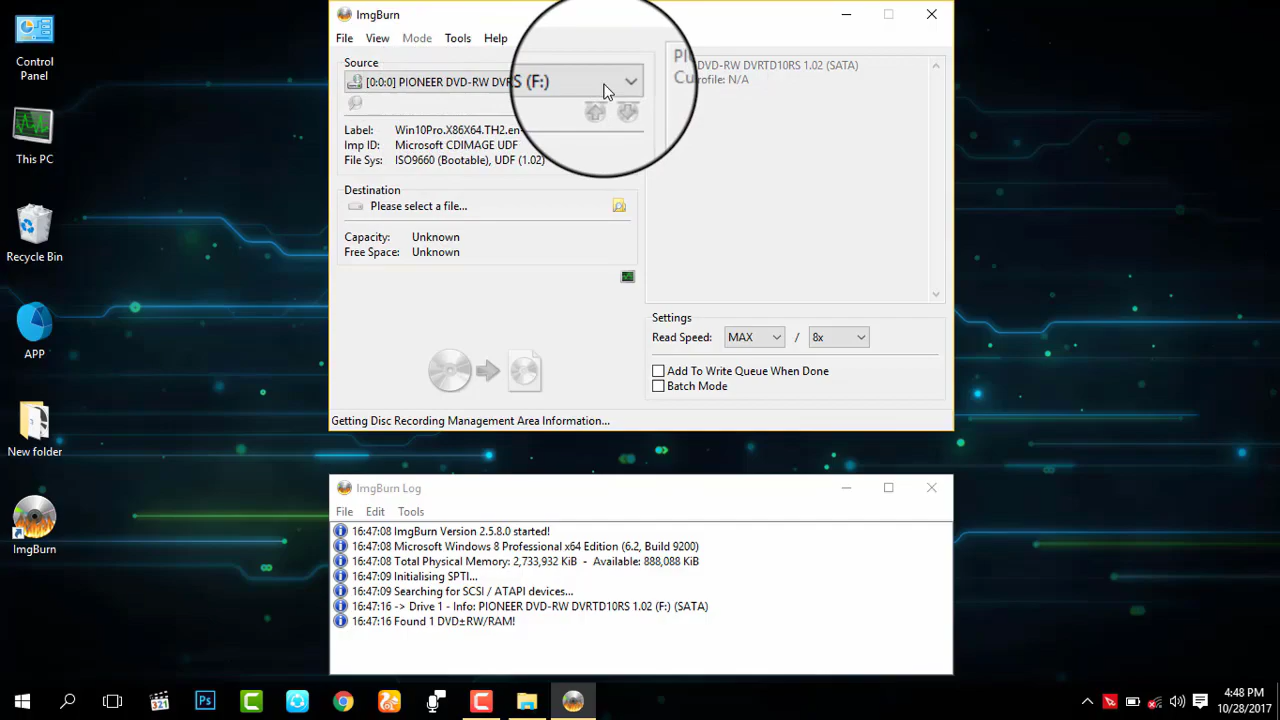 Control
Panel
This PC
Recycle Bin
APP
New folder
ImgBurn
ImgBurn
File View Mode Tools Help
Source
[0:0:0] PIONEER DVD-RW DVR
S (F:)
Label: Win10Pro.X86X64.TH2.en-
Imp ID: Microsoft CDIMAGE UDF
File Sys: ISO9660 (Bootable), UDF (1.02)
Destination
Please select a file...
Capacity: Unknown
Free Space: Unknown
DVD-RW DVRTD10RS 1.02 (SATA)
rofile: N/A
Settings
Read Speed: MAX / 8x
Add To Write Queue When Done
Batch Mode
Getting Disc Recording Management Area Information...
ImgBurn Log
File Edit Tools
16:47:08 ImgBurn Version 2.5.8.0 started!
16:47:08 Microsoft Windows 8 Professional x64 Edition (6.2, Build 9200)
16:47:08 Total Physical Memory: 2,733,932 KiB - Available: 888,088 KiB
16:47:09 Initialising SPTI...
16:47:09 Searching for SCSI / ATAPI devices...
16:47:16 -> Drive 1 - Info: PIONEER DVD-RW DVRTD10RS 1.02 (F:) (SATA)
16:47:16 Found 1 DVD±RW/RAM!
321
Ps
4:48 PM
10/28/2017